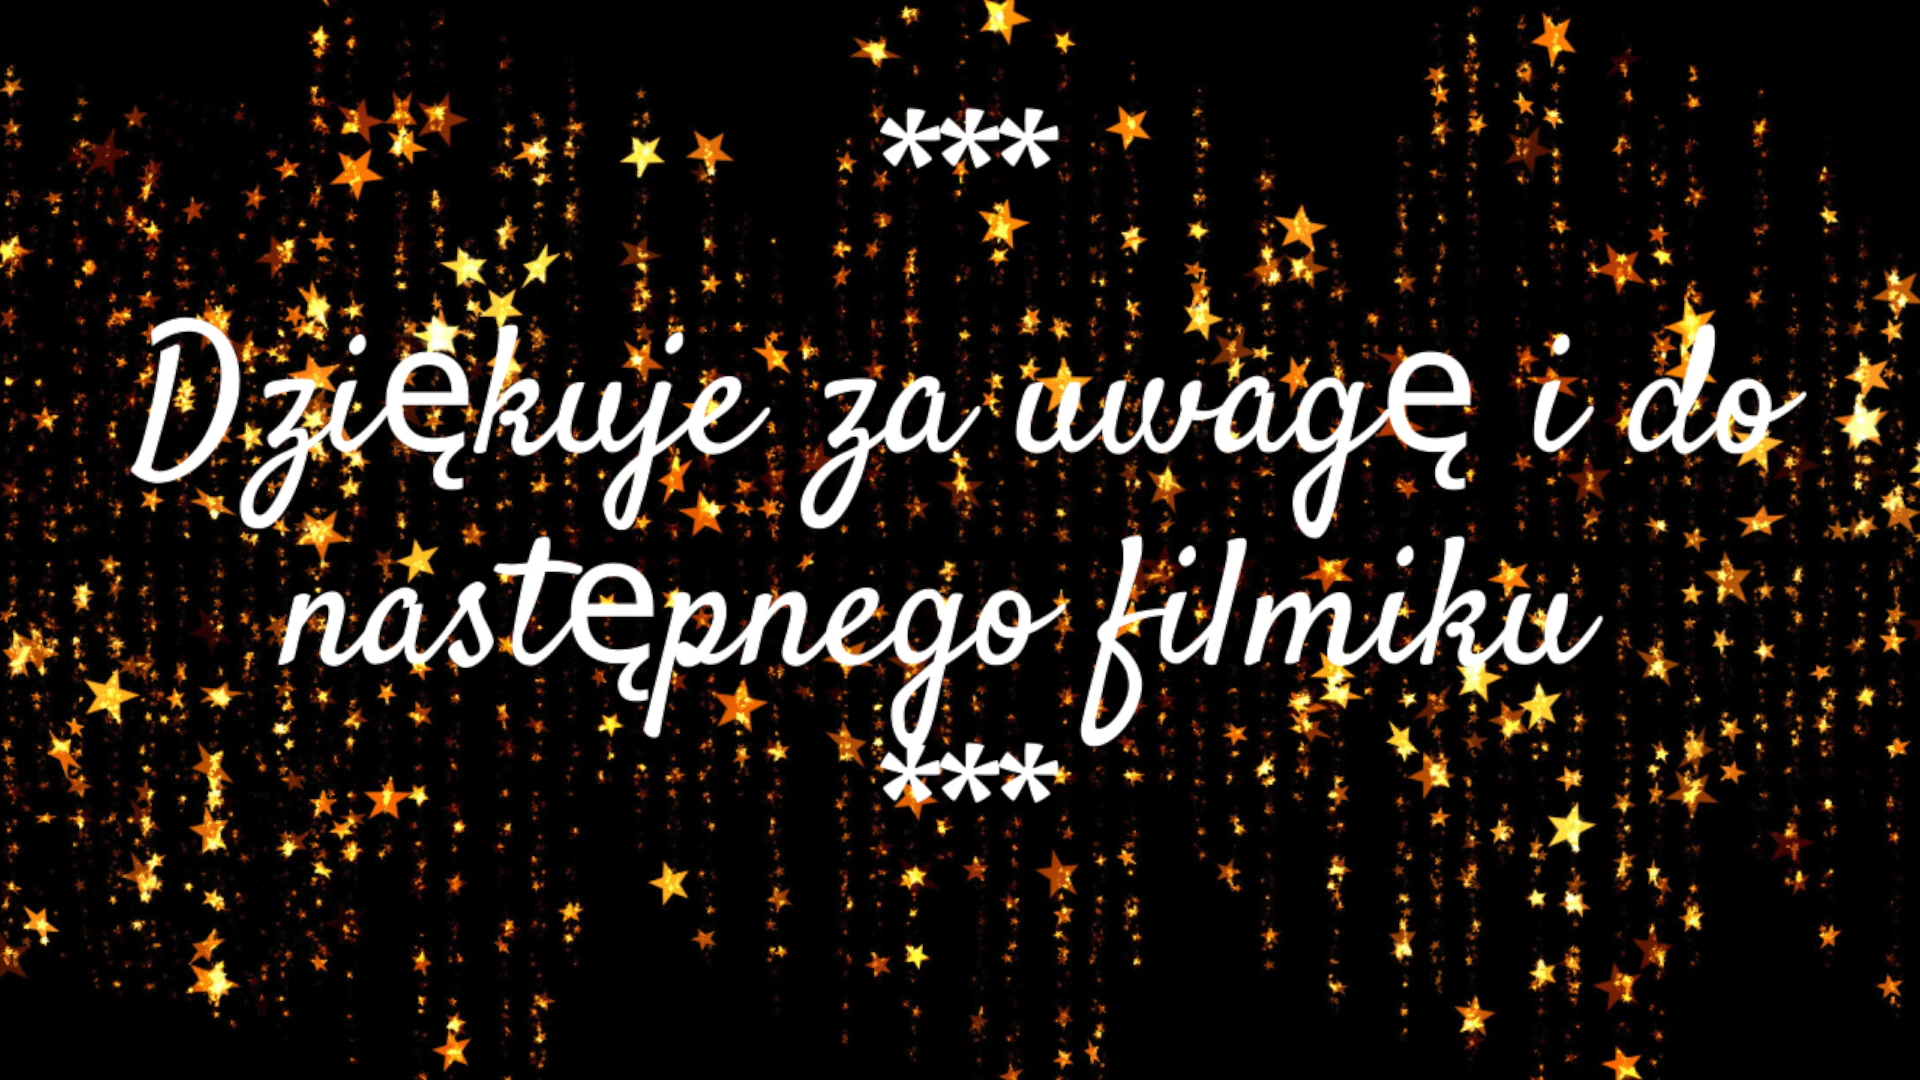 ***
Dziękuje za uwagę i do
następnego filmiku
***